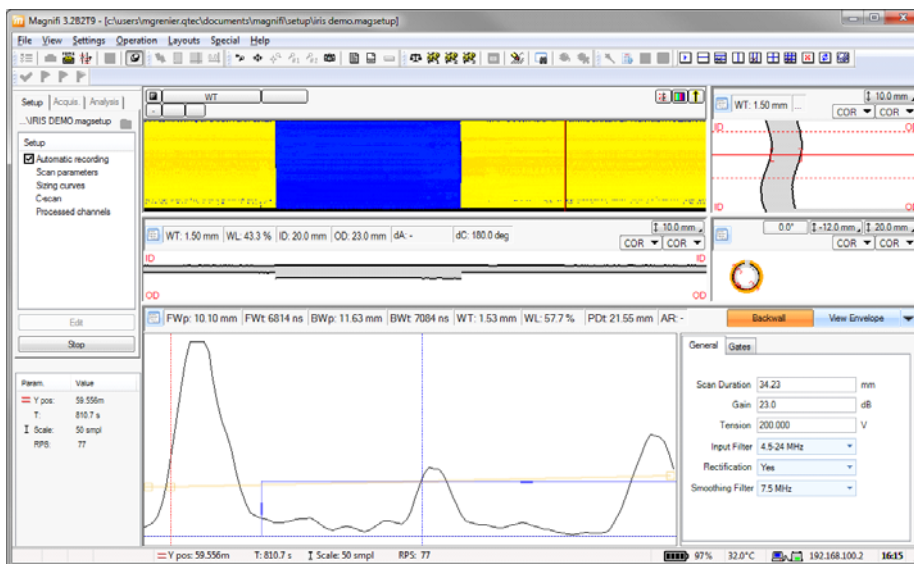 Magnifi 3.2B2T9 - [c:\users\mgrenier.qtec\documents\magnifi\setup\iris demo.magsetup]
File View Settings Operation Layouts Special Help
Setup Acquis. Analysis
...\IRIS DEMO magsetup
Setup
Automatic recording
Scan parameters
Sizing curves
C-scan
Processed channels
Edit
Stop
Param. Value
Y pos: 59.556m
T: 810.7 s
Scale: 50 smpl
RPS: 77
WT
WT: 1.50 mm ...
10.0 mm
COR COR
ID OD
ID OD
WT: 1.50 mm WL: 43.3 % ID: 20.0 mm OD: 23.0 mm dA: - dC: 180.0 deg
10.0 mm
COR COR
ID ID
OD OD
0.0° -12.0 mm 20.0 mm
COR COR
FWp: 10.10 mm FWt 6814 ns BWp: 11.63 mm BWt 7084 ns WT: 1.53 mm WL: 57.7 % PDt 21.55 mm AR: -
Backwall View Envelope
General Gates
Scan Duration 34.23 mm
Gain 23.0 dB
Tension 200.000 V
Input Filter 4.5-24 MHz
Rectification Yes
Smoothing Filter 7.5 MHz
Y pos: 59.556m T: 810.7 s Scale: 50 smpl RPS: 77 97% 32.0°C 192.168.100.2 16:15